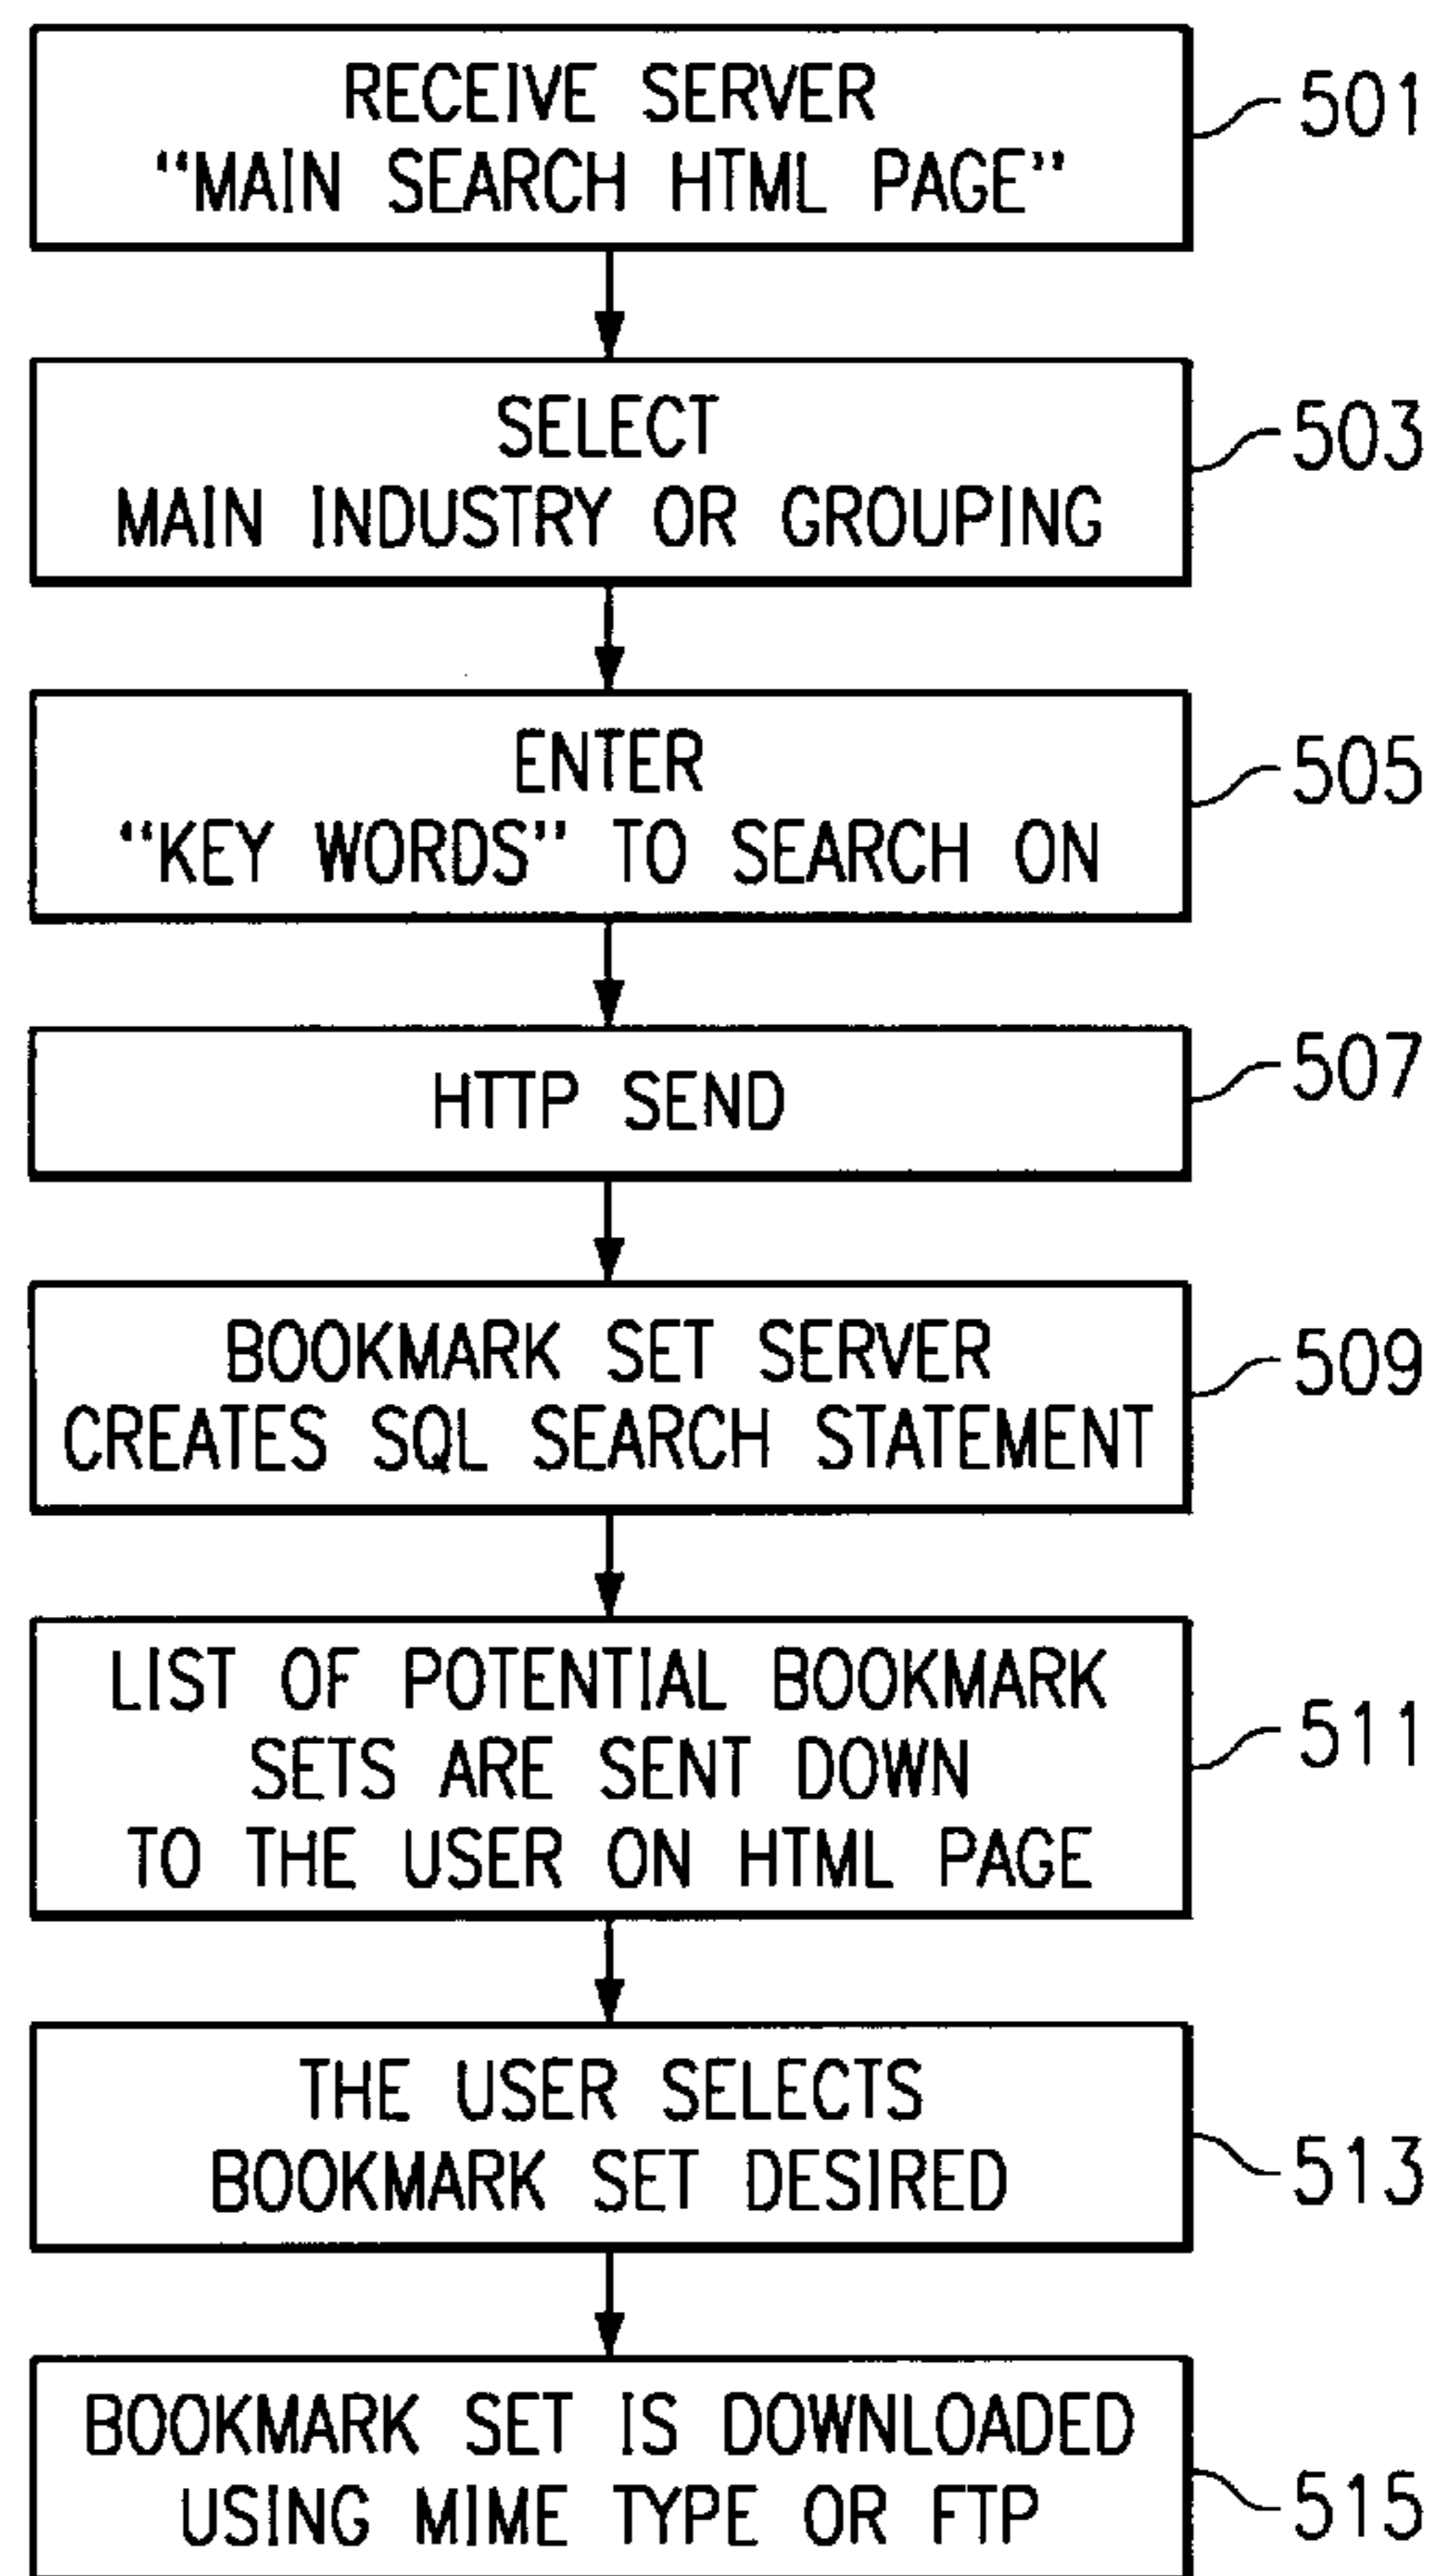 RECEIVE SERVER
"MAIN SEARCH HTML PAGE"
501
SELECT
MAIN INDUSTRY OR GROUPING
503
ENTER
"KEY WORDS" TO SEARCH ON
505
HTTP SEND
507
BOOKMARK SET SERVER
CREATES SQL SEARCH STATEMENT
509
LIST OF POTENTIAL BOOKMARK
SETS ARE SENT DOWN
TO THE USER ON HTML PAGE
511
THE USER SELECTS
BOOKMARK SET DESIRED
513
BOOKMARK SET IS DOWNLOADED
USING MIME TYPE OR FTP
515